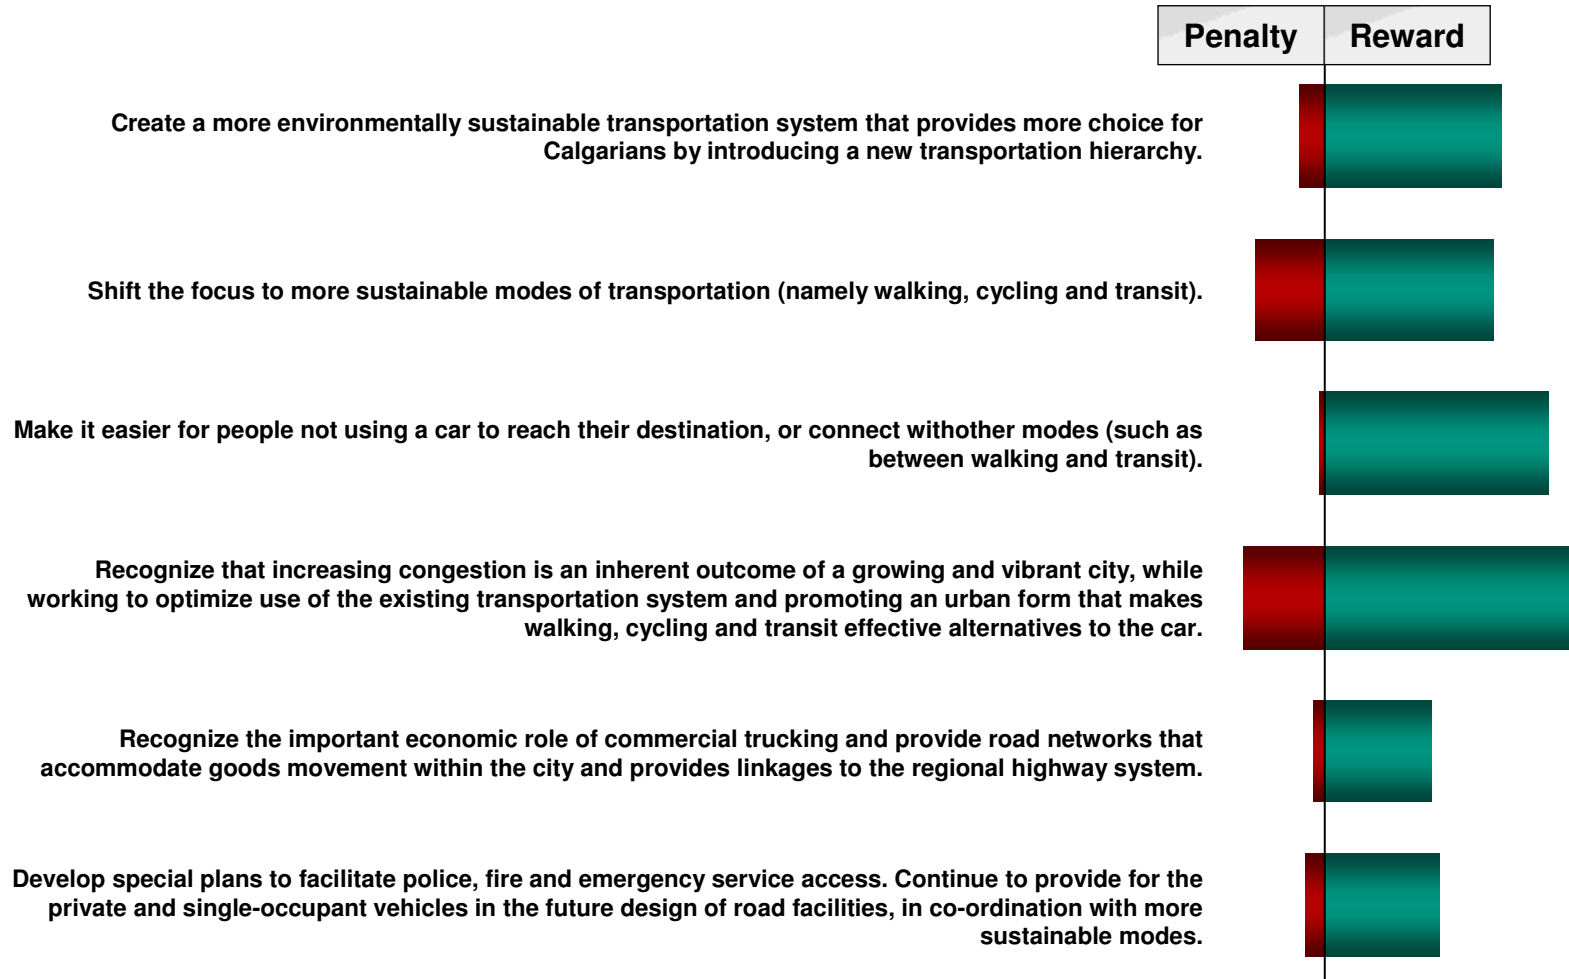 Penalty Reward
Create a more environmentally sustainable transportation system that provides more choice for
Calgarians by introducing a new transportation hierarchy.
Shift the focus to more sustainable modes of transportation (namely walking, cycling and transit).
Make it easier for people not using a car to reach their destination, or connect withother modes (such as
between walking and transit).
Recognize that increasing congestion is an inherent outcome of a growing and vibrant city, while
working to optimize use of the existing transportation system and promoting an urban form that makes
walking, cycling and transit effective alternatives to the car.
Recognize the important economic role of commercial trucking and provide road networks that
accommodate goods movement within the city and provides linkages to the regional highway system.
Develop special plans to facilitate police, fire and emergency service access. Continue to provide for the
private and single-occupant vehicles in the future design of road facilities, in co-ordination with more
sustainable modes.